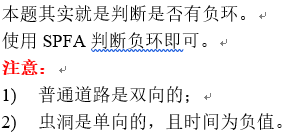 本题其实就是判断是否有负环。
使用 SPFA 判断负环即可。
注意：
1) 普通道路是双向的；
2) 虫洞是单向的，且时间为负值。